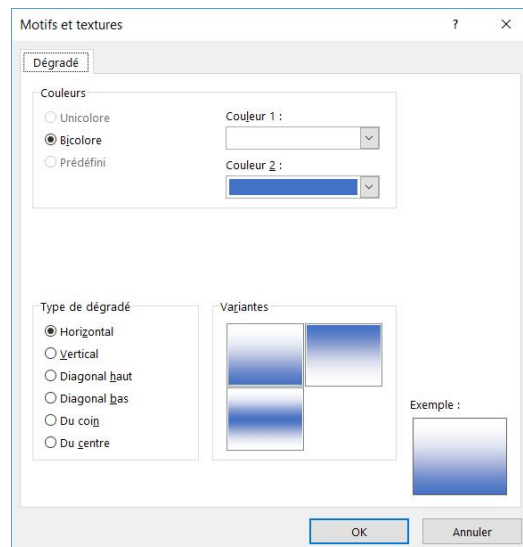 Motifs et textures ? ×
Dégradé
Couleurs
Unicolore
Bicolore
Prédéfini
Couleur 1 :
Couleur 2 :
Type de dégradé
Horizontal
Vertical
Diagonal haut
Diagonal bas
Du coin
Du centre
Variantes
Exemple :
OK Annuler